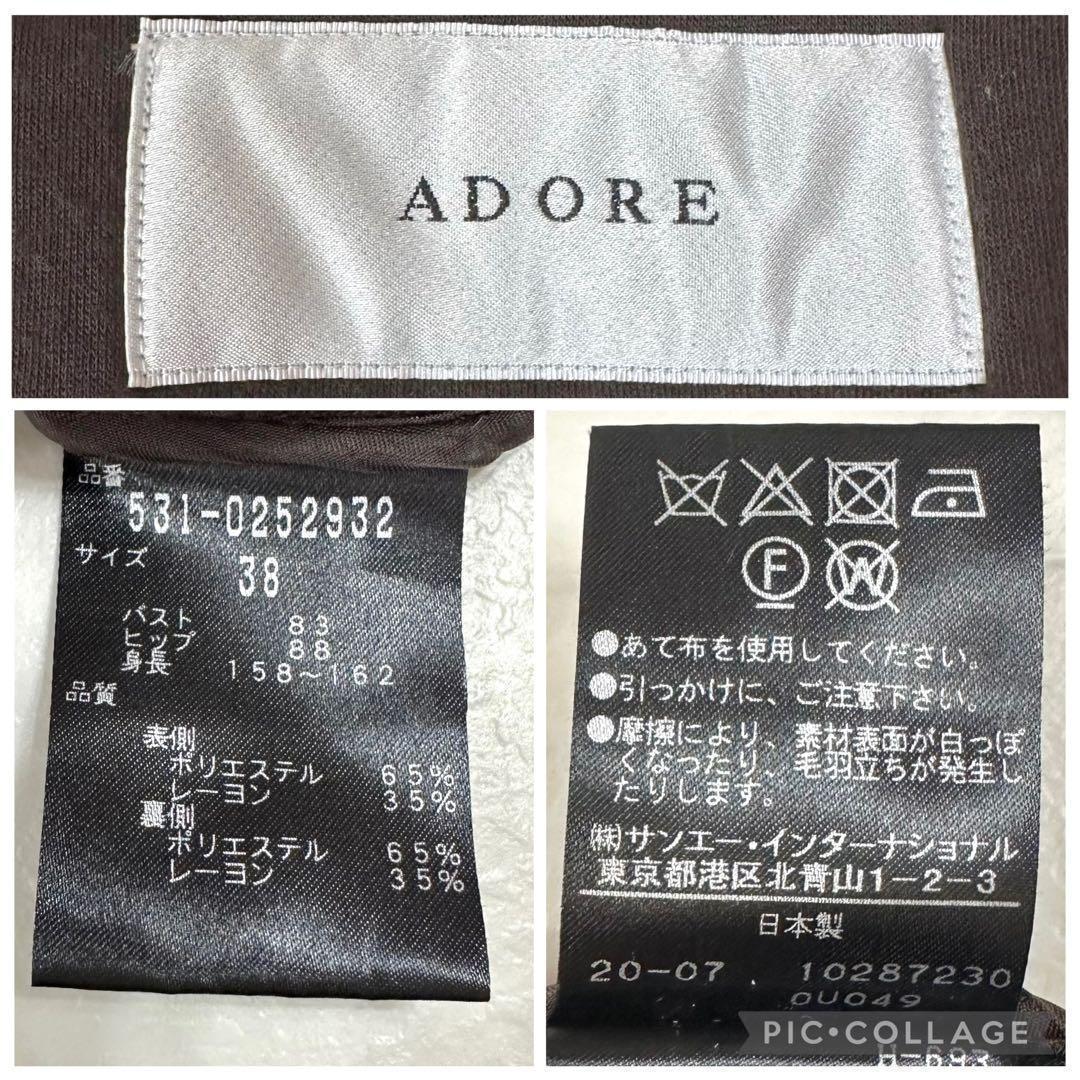 ADORE
品番
531-0252932
サイズ
38
バスト 83
ヒップ 88
身長 158～162
品質
表側
ポリエステル 65%
レーヨン 35%
裏側
ポリエステル 65%
レーヨン 35%
F W
●あて布を使用してください。
●引っかけに、ご注意下さい。
●摩擦により、素材表面が白っぽ
くなったり、毛羽立ちが発生し
たりします。
㈱サンエー・インターナショナル
東京都港区北青山1-2-3
日本製
20-07 10287230
0U049
PIC•COLLAGE